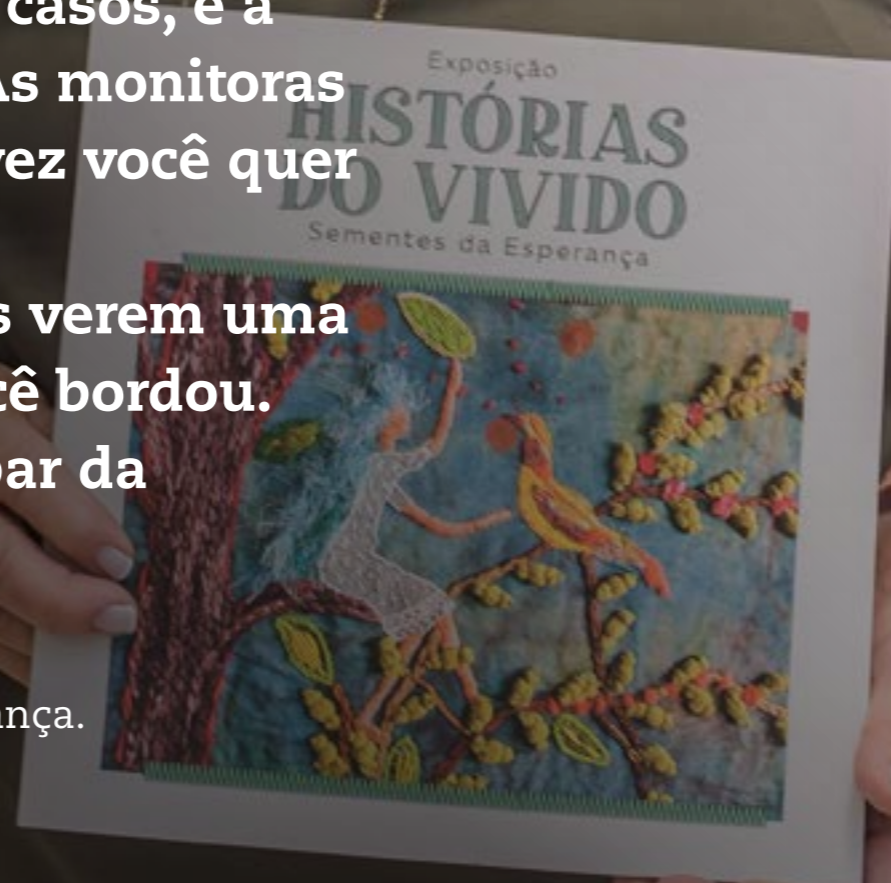 casos, e a
As monitoras
vez você quer
s verem uma
cê bordou.
par da
ança.
Exposição
HISTÓRIAS
DO VIVIDO
Sementes da Esperança